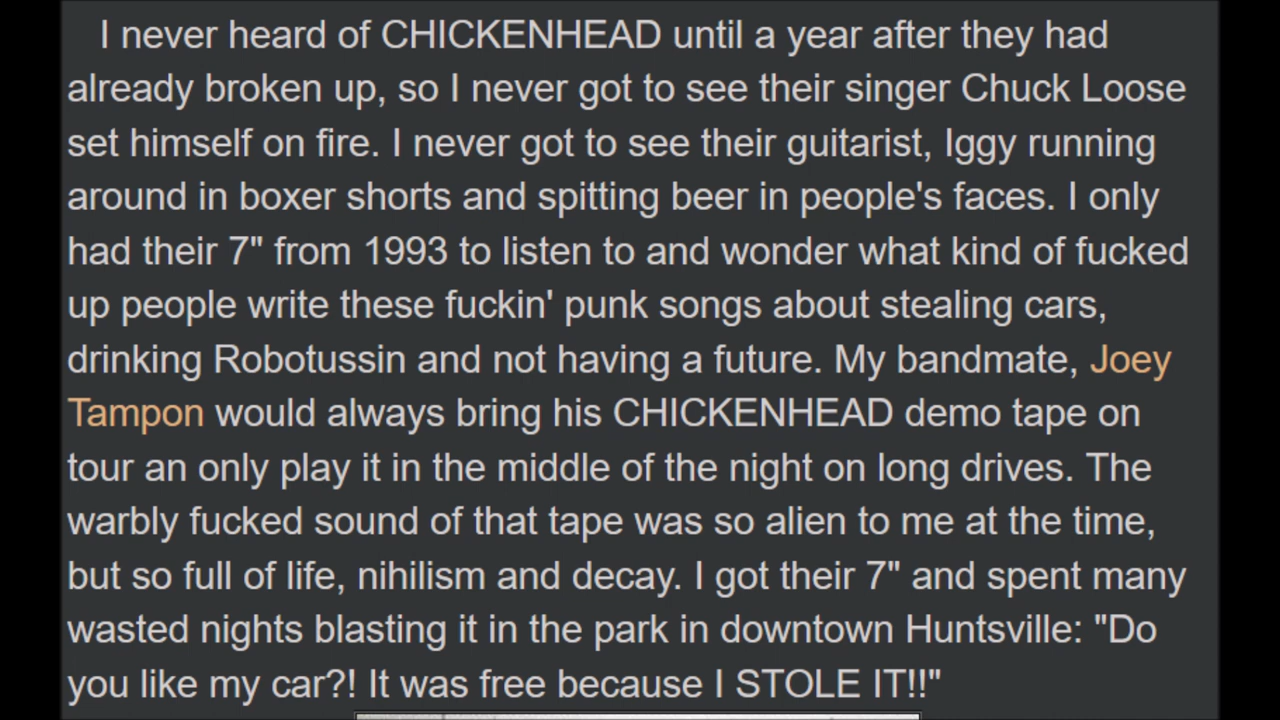 I never heard of CHICKENHEAD until a year after they had
already broken up, so I never got to see their singer Chuck Loose
set himself on fire. I never got to see their guitarist, Iggy running
around in boxer shorts and spitting beer in people's faces. I only
had their 7" from 1993 to listen to and wonder what kind of fucked
up people write these fuckin' punk songs about stealing cars,
drinking Robotussin and not having a future. My bandmate, Joey
Tampon would always bring his CHICKENHEAD demo tape on
tour an only play it in the middle of the night on long drives. The
warbly fucked sound of that tape was so alien to me at the time,
but so full of life, nihilism and decay. I got their 7" and spent many
wasted nights blasting it in the park in downtown Huntsville: "Do
you like my car?! It was free because I STOLE IT!!"